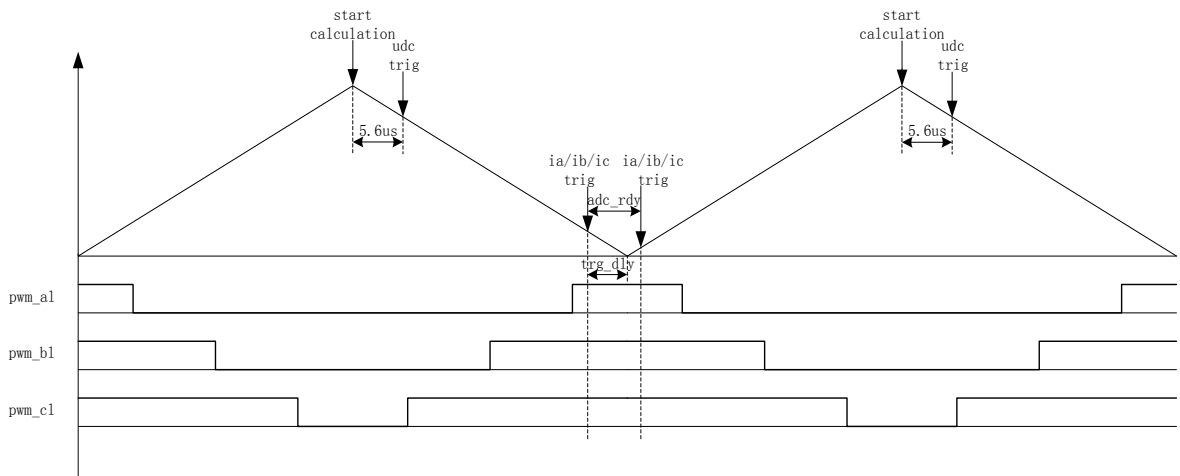 start
calculation
udc
trig
5.6us
ia/ib/ic
trig
ia/ib/ic
trig
adc_rdy
trg_dly
start
calculation
udc
trig
5.6us
pwm_al
pwm_bl
pwm_cl